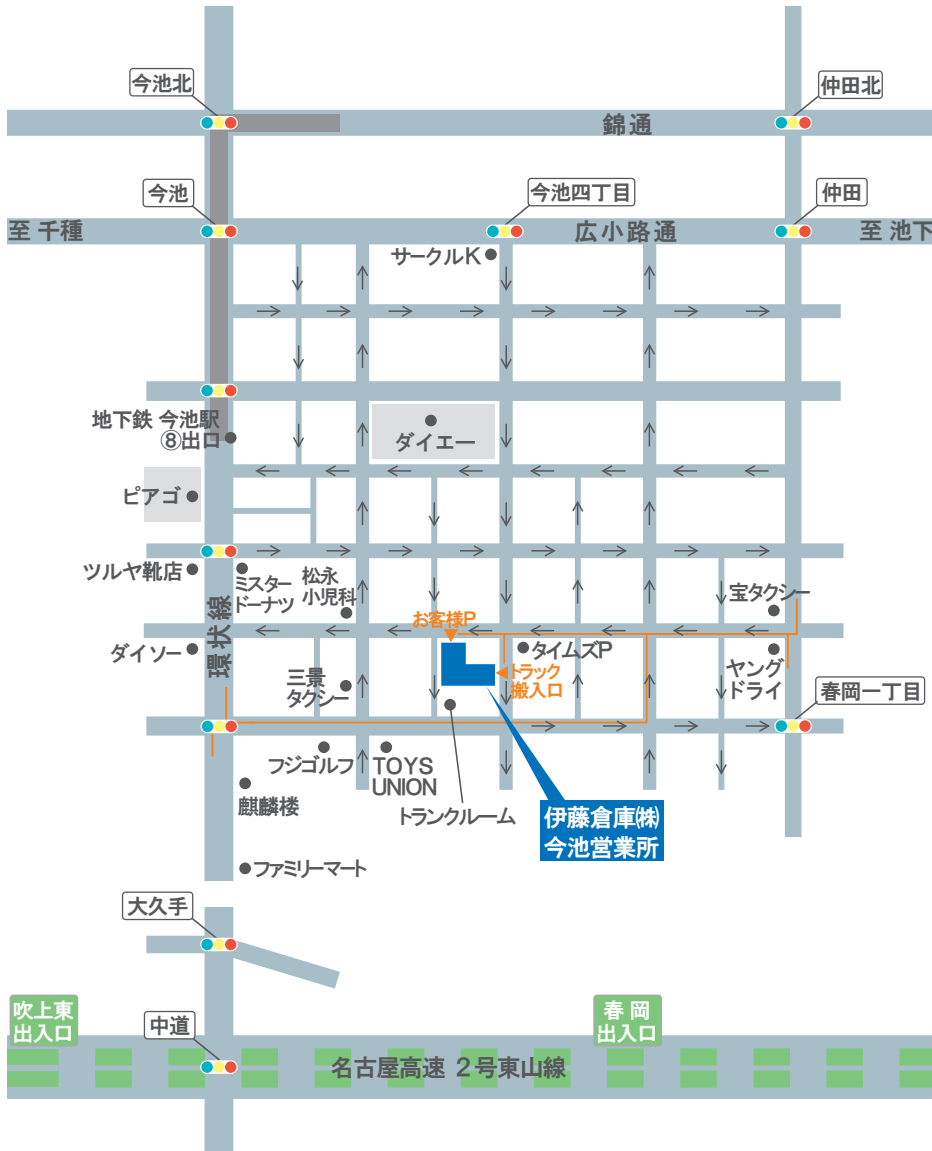 今池北
仲田北
錦通
今池
今池四丁目
仲田
至 千種
広小路通
至 池下
サークルK
地下鉄 今池駅
⑧出口
ダイエー
ピアゴ
ツルヤ靴店
ミスター
ドーナツ
松永
小児科
宝タクシー
環状線
お客様P
ダイソー
タイムズP
ヤング
ドライ
三景
タクシー
トラック
搬入口
春岡一丁目
フジゴルフ
TOYS
UNION
麒麟楼
トランクルーム
伊藤倉庫㈱
今池営業所
ファミリーマート
大久手
吹上東
出入口
中道
春岡
出入口
名古屋高速 2号東山線